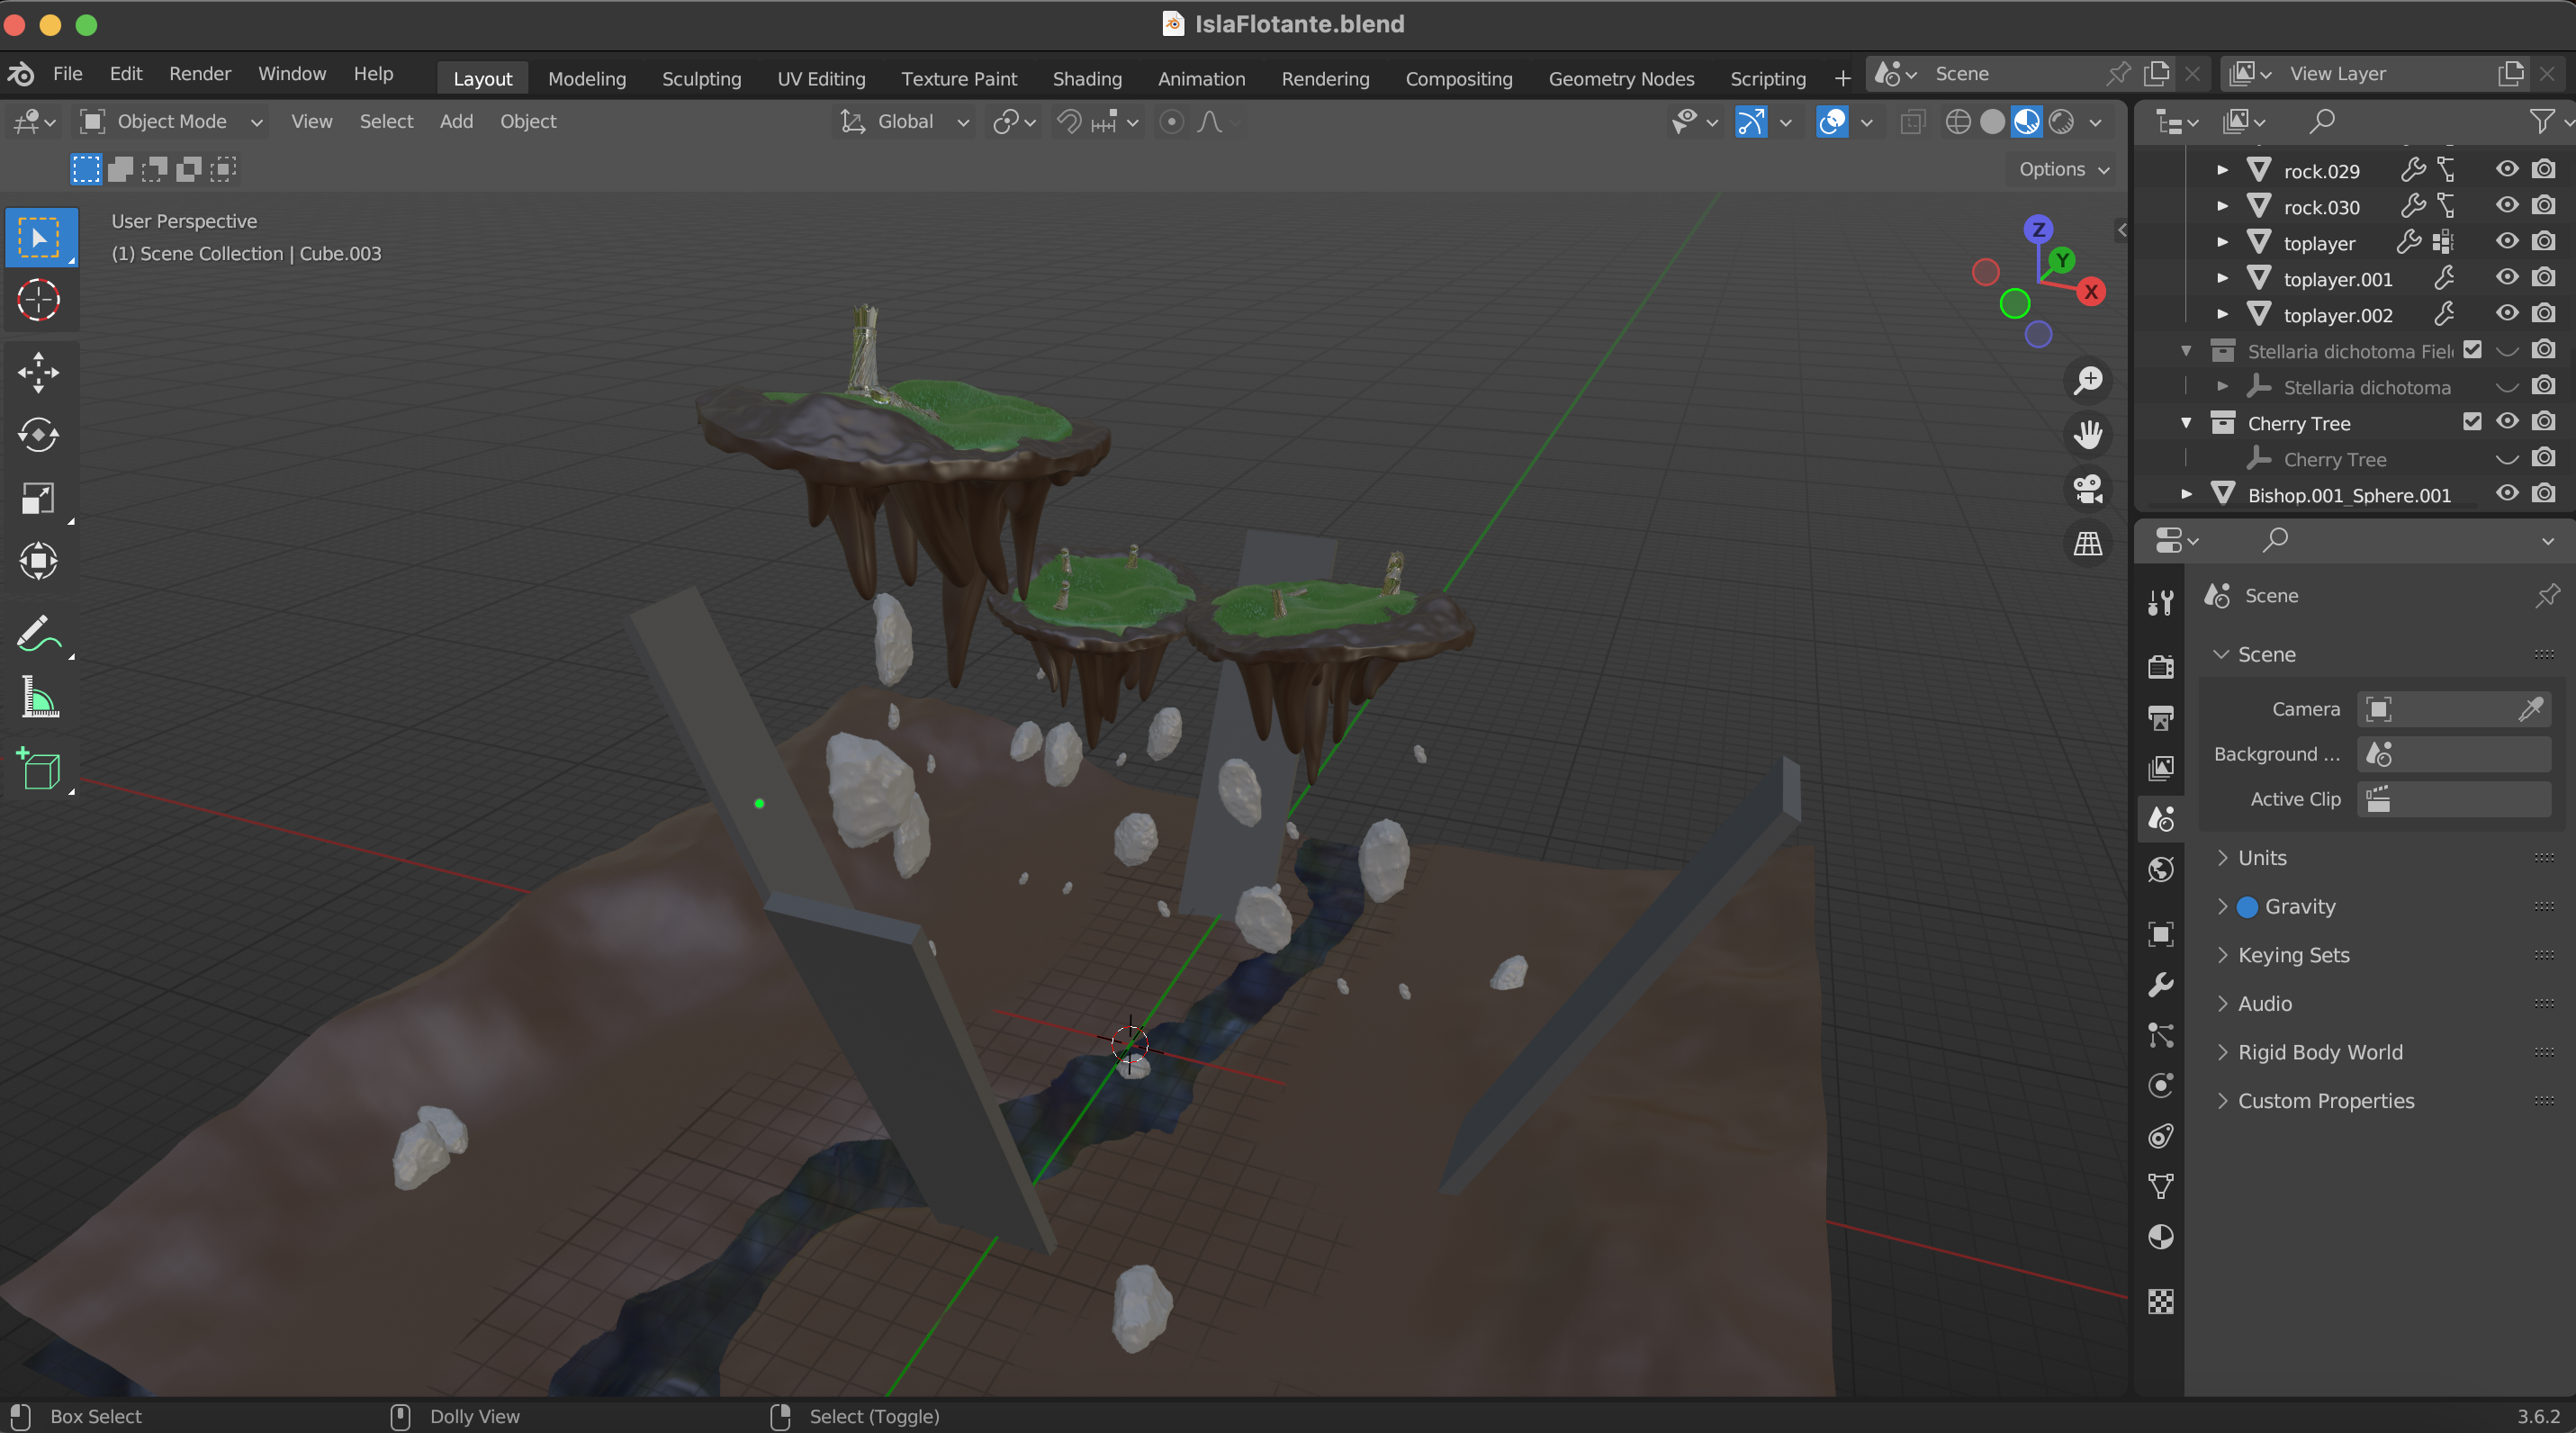 IslaFlotante.blend
File Edit Render Window Help Layout Modeling Sculpting UV Editing Texture Paint Shading Animation Rendering Compositing Geometry Nodes Scripting + Scene View Layer
Object Mode View Select Add Object Global
Options
User Perspective
(1) Scene Collection | Cube.003
Z
Y
X
rock.029
rock.030
toplayer
toplayer.001
toplayer.002
Stellaria dichotoma Fiel
Stellaria dichotoma
Cherry Tree
Cherry Tree
Bishop.001_Sphere.001
Scene
Scene
Camera
Background ...
Active Clip
Units
Gravity
Keying Sets
Audio
Rigid Body World
Custom Properties
Box Select Dolly View Select (Toggle) 3.6.2